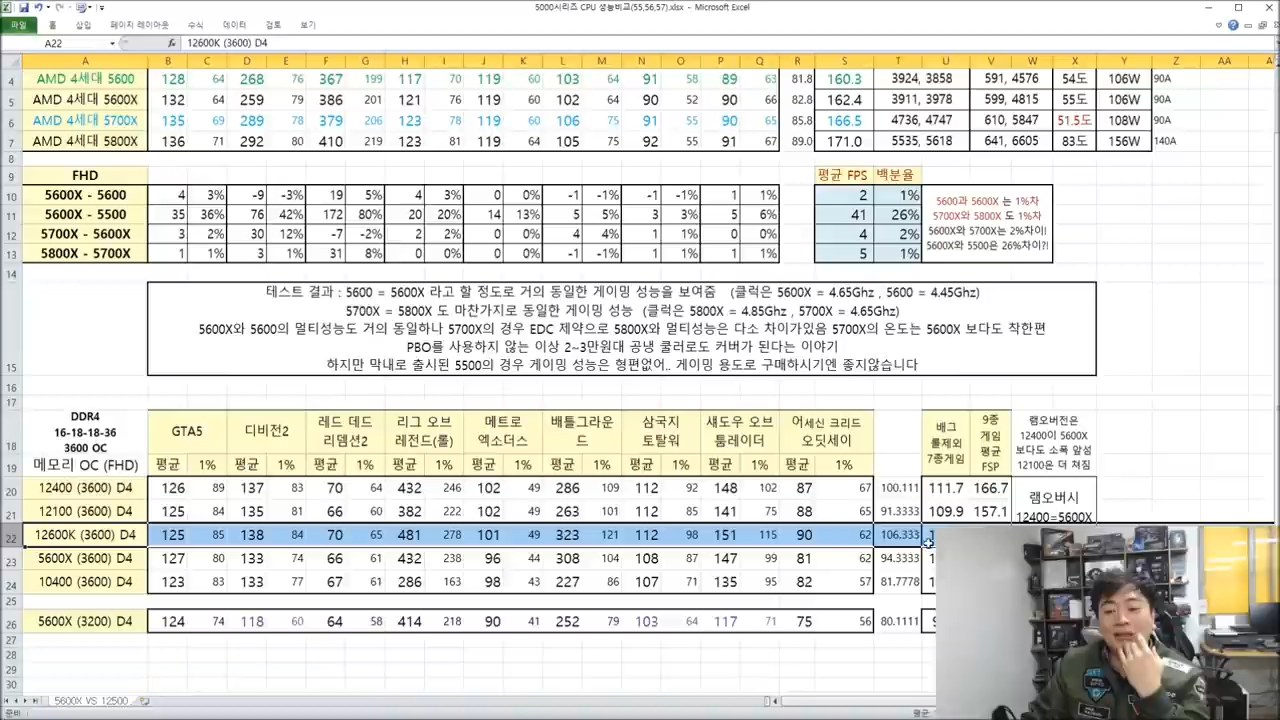 5000시리즈 CPU 성능비교(55,56,57).xlsx - Microsoft Excel
파일 홈 삽입 페이지 레이아웃 수식 데이터 검토 보기
A22 fx 12600K (3600) D4
A B C D E F G H I J K L M N O P Q R S T U V W X Y Z AA AB
4 AMD 4세대 5600 128 64 268 76 367 199 117 70 119 60 103 58 91 58 89 63 81.8 160.3 3924, 3858 591, 4576 54도 106W 90A
5 AMD 4세대 5600X 132 64 259 79 386 201 121 76 119 60 102 64 90 52 90 66 82.8 162.4 3911, 3978 599, 4815 55도 106W 90A
6 AMD 4세대 5700X 135 69 289 78 379 206 123 78 119 60 106 75 91 57 90 65 85.8 166.5 4736, 4747 610, 5847 51.5도 108W 90A
7 AMD 4세대 5800X 136 71 292 80 410 219 123 78 119 64 105 75 92 55 91 67 89.0 171.0 5535, 5618 641, 6605 83도 156W 140A
8
9 FHD 평균 FPS 백분율
10 5600X - 5600 4 3% -9 -3% 19 5% 4 3% 0 0% -1 -1% -1 -1% 1 1% 2 1%
11 5600X - 5500 35 36% 76 42% 172 80% 20 20% 14 13% 5 5% 3 3% 5 6% 41 26%
12 5700X - 5600X 3 2% 30 12% -7 -2% 2 2% 0 0% 4 4% 1 1% 0 0% 4 2%
13 5800X - 5700X 1 1% 3 1% 31 8% 0 0% 0 0% -1 -1% 1 1% 1 1% 5 1%
5600과 5600X 는 1%차
5700X와 5800X 도 1%차
5600X와 5700X는 2%차이!
5600X와 5500은 26%차이?!
14
테스트 결과 : 5600 = 5600X 라고 할 정도로 거의 동일한 게이밍 성능을 보여줌 (클럭은 5600X = 4.65Ghz , 5600 = 4.45Ghz)
5700X = 5800X 도 마찬가지로 동일한 게이밍 성능 (클럭은 5800X = 4.85Ghz , 5700X = 4.65Ghz)
5600X와 5600의 멀티성능도 거의 동일하나 5700X의 경우 EDC 제약으로 5800X와 멀티성능은 다소 차이가있음 5700X의 온도는 5600X 보다도 착한편
PBO를 사용하지 않는 이상 2~3만원대 공냉 쿨러로도 커버가 된다는 이야기
15 하지만 막내로 출시된 5500의 경우 게이밍 성능은 형편없어.. 게이밍 용도로 구매하시기엔 좋지않습니다
16
17
18 DDR4
16-18-18-36
3600 OC
GTA5 디비전2 레드 데드
리뎀션2 리그 오브
레전드(롤) 메트로
엑소더스 배틀그라운
드 삼국지
토탈워 섀도우 오브
툼레이더 어세신 크리드
오딧세이
배그
롤제외
7종게임
9종
게임
평균
FSP
램오버전은
12400이 5600X
보다도 소폭 앞섬
12100은 더 쳐짐
19 메모리 OC (FHD) 평균 1% 평균 1% 평균 1% 평균 1% 평균 1% 평균 1% 평균 1% 평균 1% 평균 1%
20 12400 (3600) D4 126 89 137 83 70 64 432 246 102 49 286 109 112 92 148 102 87 67 100.111 111.7 166.7
21 12100 (3600) D4 125 84 135 81 66 60 382 222 102 49 263 101 112 85 141 75 88 65 91.3333 109.9 157.1
램오버시
12400=5600X
22 12600K (3600) D4 125 85 138 84 70 65 481 278 101 49 323 121 112 98 151 115 90 62 106.333
23 5600X (3600) D4 127 80 133 77 66 61 432 238 96 44 308 104 108 87 147 99 81 62 94.3333
24 10400 (3600) D4 123 83 133 77 67 61 286 163 98 43 227 86 107 71 135 95 82 57 81.7778
25
26 5600X (3200) D4 124 74 118 60 64 58 414 218 90 41 252 79 103 64 117 71 75 56 80.1111
27
28
29
30
5600X VS 12500
준비